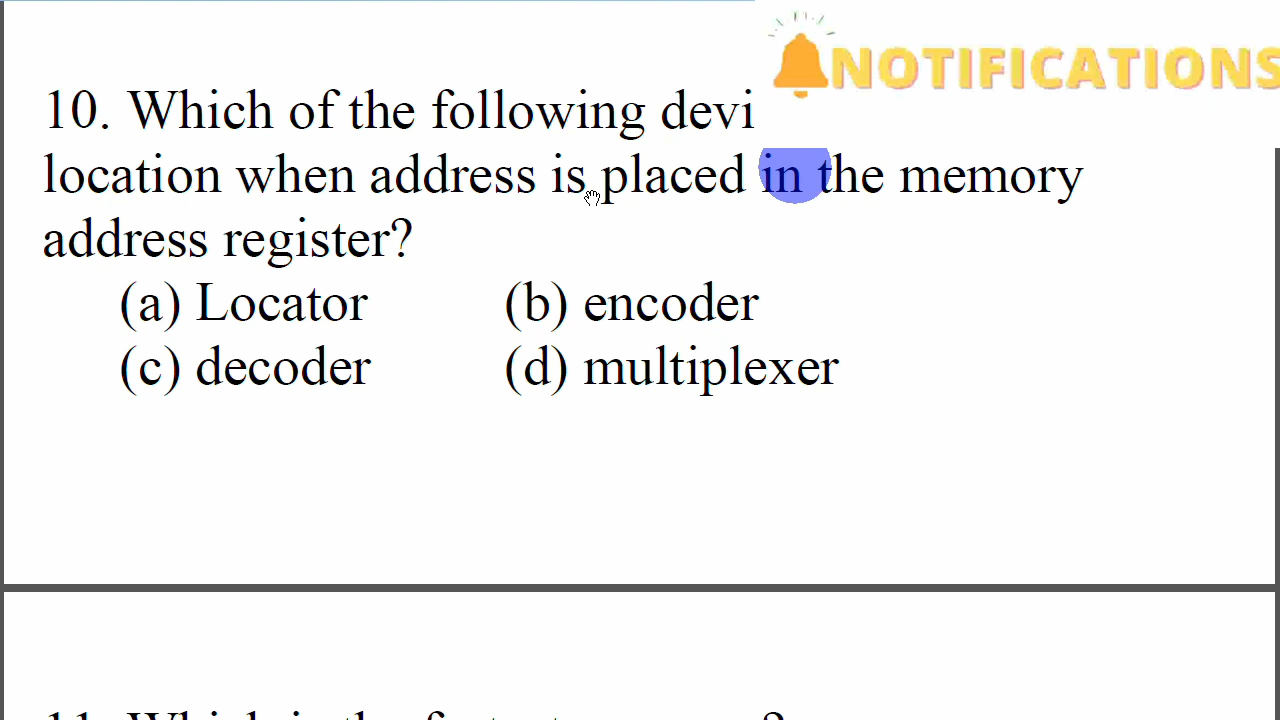 NOTIFICATIONS
10. Which of the following devi
location when address is placed in the memory
address register?
(a) Locator (b) encoder
(c) decoder (d) multiplexer